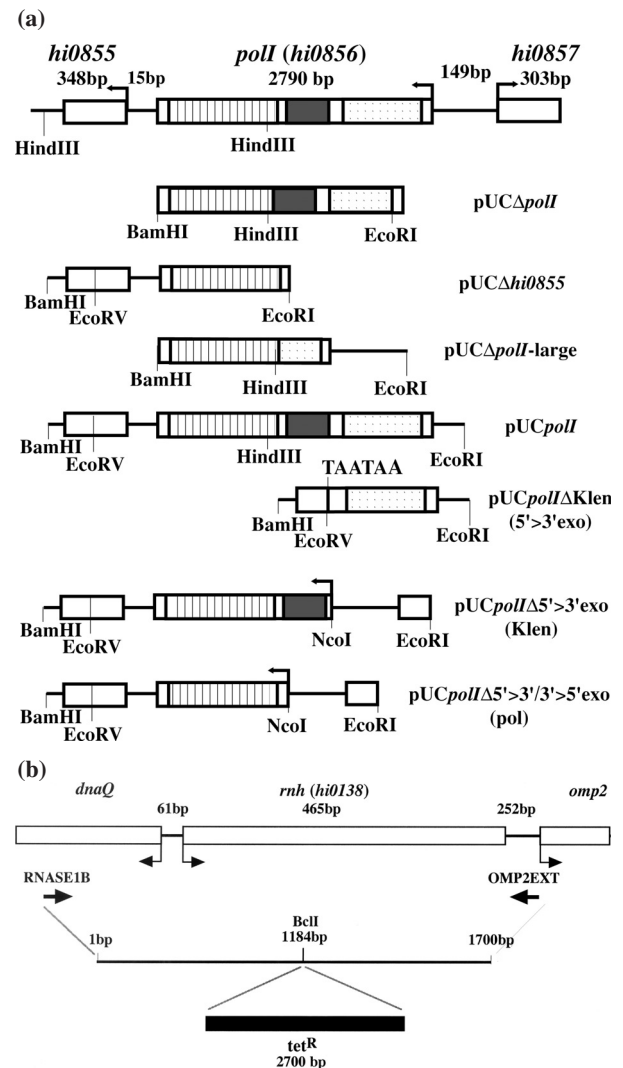 (a)
hi0855 polI (hi0856) hi0857
348bp 15bp 2790 bp 149bp 303bp
HindIII HindIII
pUCΔpolI
BamHI HindIII EcoRI
pUCΔhi0855
BamHI EcoRV EcoRI
pUCΔpolI-large
BamHI HindIII EcoRI
pUCpolI
BamHI EcoRV HindIII EcoRI
TAATAA
pUCpolIΔKlen
(5'>3'exo)
BamHI EcoRV EcoRI
pUCpolIΔ5'>3'exo
(Klen)
BamHI EcoRV NcoI EcoRI
pUCpolIΔ5'>3'/3'>5'exo
(pol)
BamHI EcoRV NcoI EcoRI
(b)
dnaQ rnh (hi0138) omp2
61bp 465bp 252bp
RNASE1B OMP2EXT
BclI
1bp 1184bp 1700bp
tetR
2700 bp